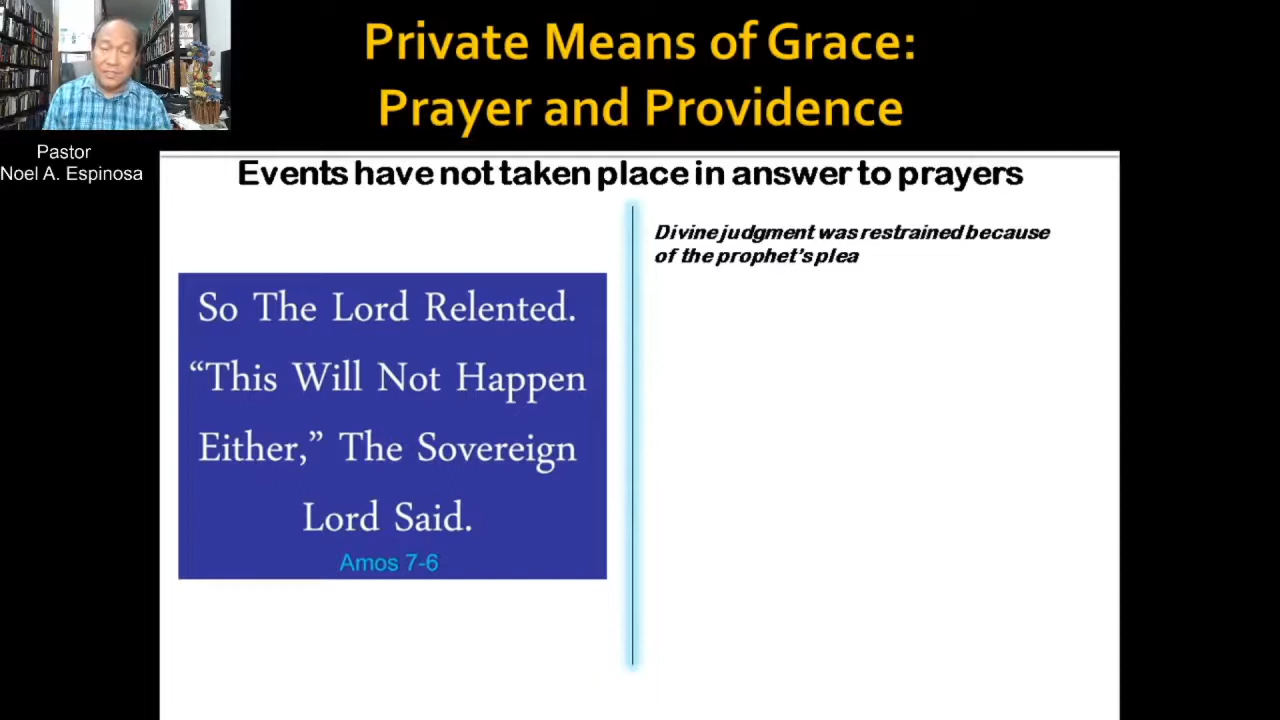 Private Means of Grace:
Prayer and Providence
Pastor
Noel A. Espinosa
Events have not taken place in answer to prayers
So The Lord Relented.
“This Will Not Happen
Either,” The Sovereign
Lord Said.
Amos 7-6
Divine judgment was restrained because
of the prophet’s plea